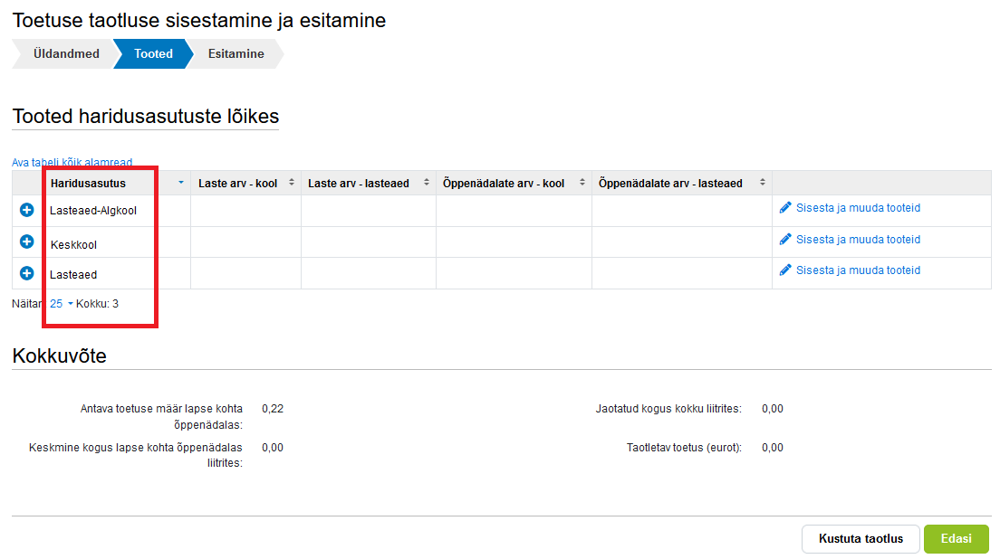 Toetuse taotluse sisestamine ja esitamine
Üldandmed Tooted Esitamine
Tooted haridusasutuste lõikes
Ava tabeli kõik alamread
Haridusasutus Laste arv - kool Laste arv - lasteaed Õppenädalate arv - kool Õppenädalate arv - lasteaed
Lasteaed-Algkool Sisesta ja muuda tooteid
Keskkool Sisesta ja muuda tooteid
Lasteaed Sisesta ja muuda tooteid
Näitan 25 Kokku: 3
Kokkuvõte
Antava toetuse määr lapse kohta 0,22 Jaotatud kogus kokku liitrites: 0,00
õppenädalas:
Keskmine kogus lapse kohta õppenädalas 0,00 Taotletav toetus (eurot): 0,00
liitrites:
Kustuta taotlus Edasi